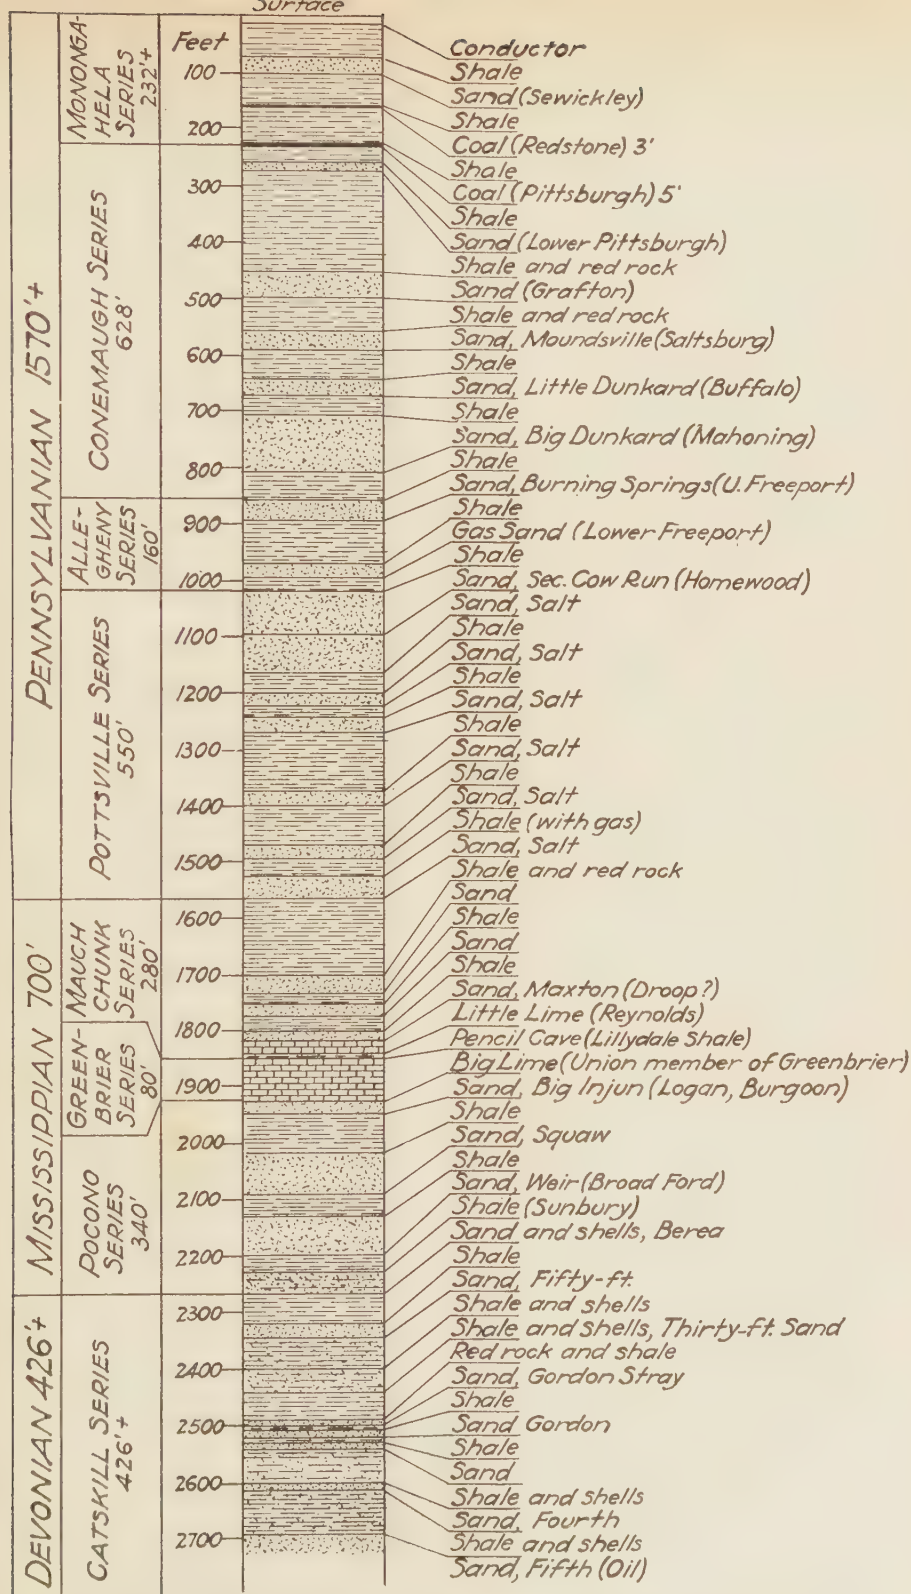 Surface
Feet
100
200
300
400
500
600
700
800
900
1000
1100
1200
1300
1400
1500
1600
1700
1800
1900
2000
2100
2200
2300
2400
2500
2600
2700
PENNSYLVANIAN 1570'+
MISSISSIPPIAN 700'
DEVONIAN 426'+
MONONGA-
HELA
SERIES
232'+
CONEMAUGH SERIES
628'
ALLE-
GHENY
SERIES
160'
POTTSVILLE SERIES
550'
MAUCH
CHUNK
SERIES
280'
GREEN-
BRIER
SERIES
80'
POCONO
SERIES
340'
CATSKILL SERIES
426'+
Conductor
Shale
Sand (Sewickley)
Shale
Coal (Redstone) 3'
Shale
Coal (Pittsburgh) 5'
Shale
Sand (Lower Pittsburgh)
Shale and red rock
Sand (Grafton)
Shale and red rock
Sand, Moundsville (Saltsburg)
Shale
Sand, Little Dunkard (Buffalo)
Shale
Sand, Big Dunkard (Mahoning)
Shale
Sand, Burning Springs (U. Freeport)
Shale
Gas Sand (Lower Freeport)
Shale
Sand, Sec. Cow Run (Homewood)
Sand, Salt
Shale
Sand, Salt
Shale
Sand, Salt
Shale
Sand, Salt
Shale
Sand, Salt
Shale (with gas)
Sand, Salt
Shale and red rock
Sand
Shale
Sand
Shale
Sand, Maxton (Droop?)
Little Lime (Reynolds)
Pencil Cave (Lillydale Shale)
Big Lime (Union member of Greenbrier)
Sand, Big Injun (Logan, Burgoon)
Shale
Sand, Squaw
Shale
Sand, Weir (Broad Ford)
Shale (Sunbury)
Sand and shells, Berea
Shale
Sand, Fifty-ft.
Shale and shells
Shale and shells, Thirty-ft. Sand
Red rock and shale
Sand, Gordon Stray
Shale
Sand Gordon
Shale
Sand
Shale and shells
Sand, Fourth
Shale and shells
Sand, Fifth (Oil)